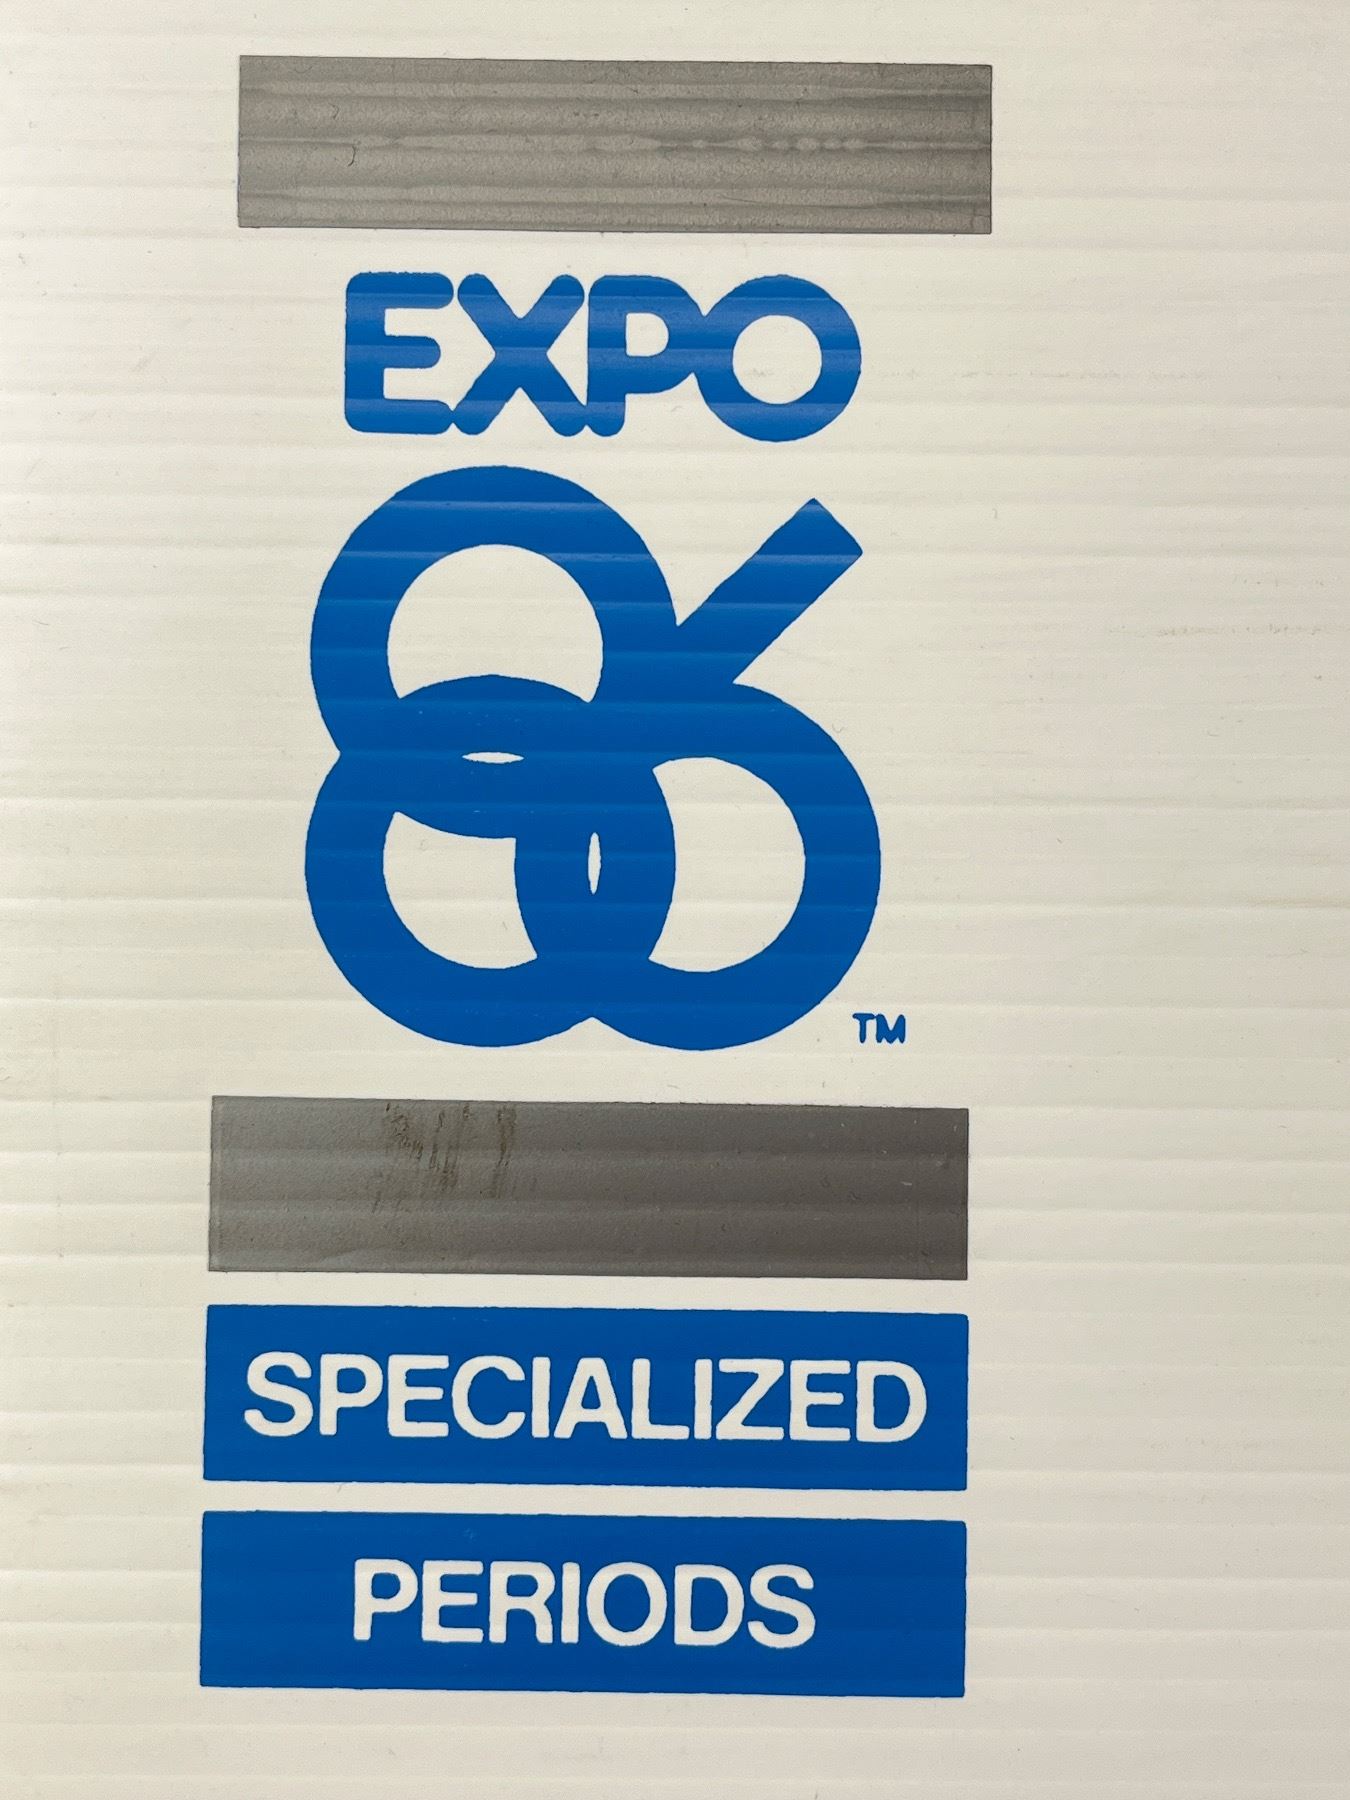 EXPO
86
TM
SPECIALIZED
PERIODS